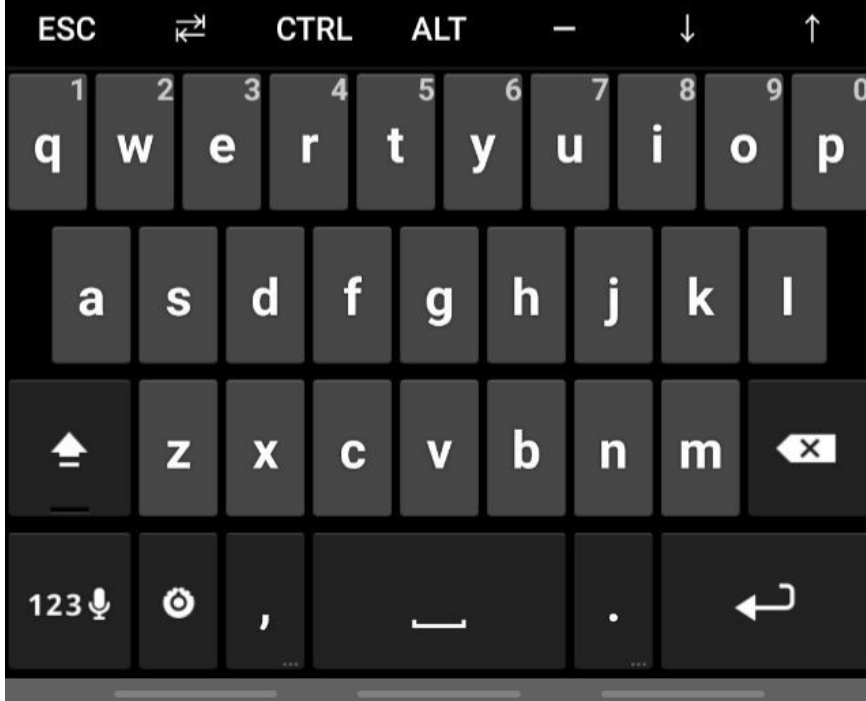 ESC ⇄ CTRL ALT − ↓ ↑
1 2 3 4 5 6 7 8 9 0
q w e r t y u i o p
a s d f g h j k l
z x c v b n m
123 , .